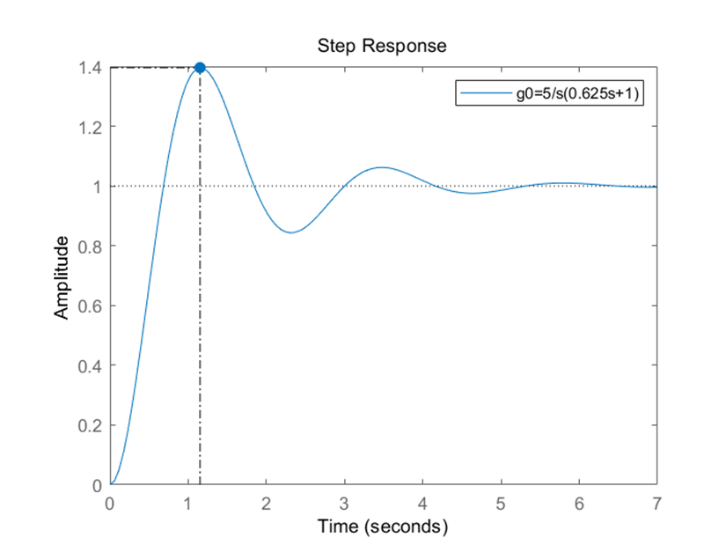 Step Response
g0=5/s(0.625s+1)
Amplitude
1.4
1.2
1
0.8
0.6
0.4
0.2
0
0 1 2 3 4 5 6 7
Time (seconds)